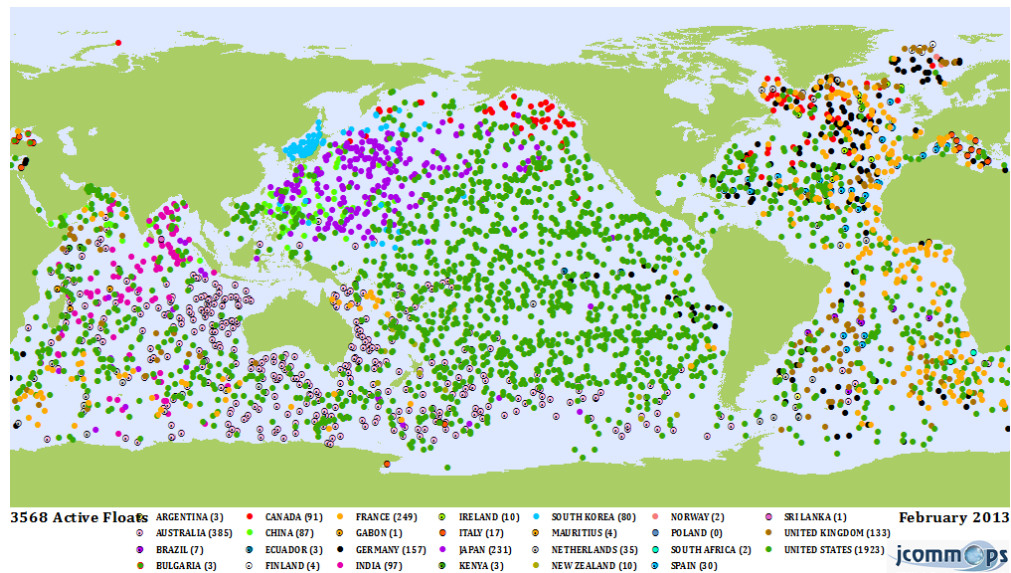 3568 Active Floats ARGENTINA (3) CANADA (91) FRANCE (249) IRELAND (10) SOUTH KOREA (80) NORWAY (2) SRI LANKA (1) February 2013
AUSTRALIA (385) CHINA (87) GABON (1) ITALY (17) MAURITIUS (4) POLAND (0) UNITED KINGDOM (133)
BRAZIL (7) ECUADOR (3) GERMANY (157) JAPAN (231) NETHERLANDS (35) SOUTH AFRICA (2) UNITED STATES (1923)
BULGARIA (3) FINLAND (4) INDIA (97) KENYA (3) NEW ZEALAND (10) SPAIN (30)
jcommops